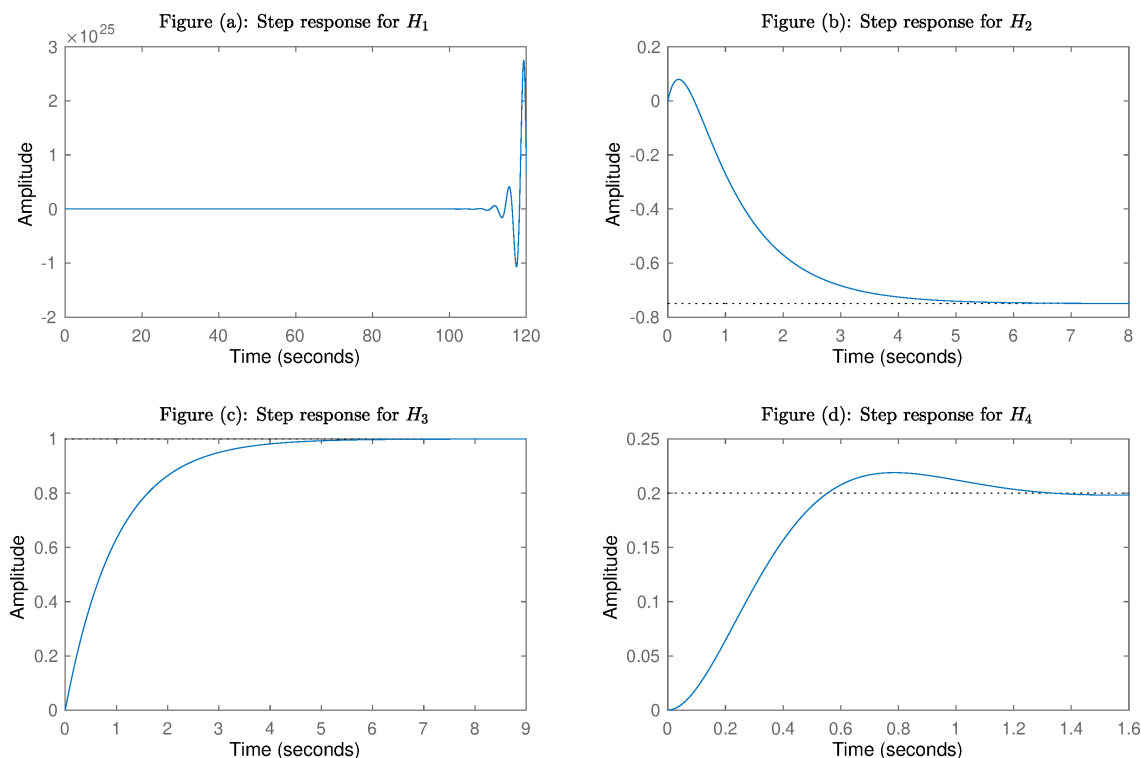 Figure (a): Step response for H₁
×10²⁵
3
2
1
0
-1
-2
Amplitude
0 20 40 60 80 100 120
Time (seconds)
Figure (b): Step response for H₂
0.2
0
-0.2
-0.4
-0.6
-0.8
Amplitude
0 1 2 3 4 5 6 7 8
Time (seconds)
Figure (c): Step response for H₃
1
0.8
0.6
0.4
0.2
0
Amplitude
0 1 2 3 4 5 6 7 8 9
Time (seconds)
Figure (d): Step response for H₄
0.25
0.2
0.15
0.1
0.05
0
Amplitude
0 0.2 0.4 0.6 0.8 1 1.2 1.4 1.6
Time (seconds)